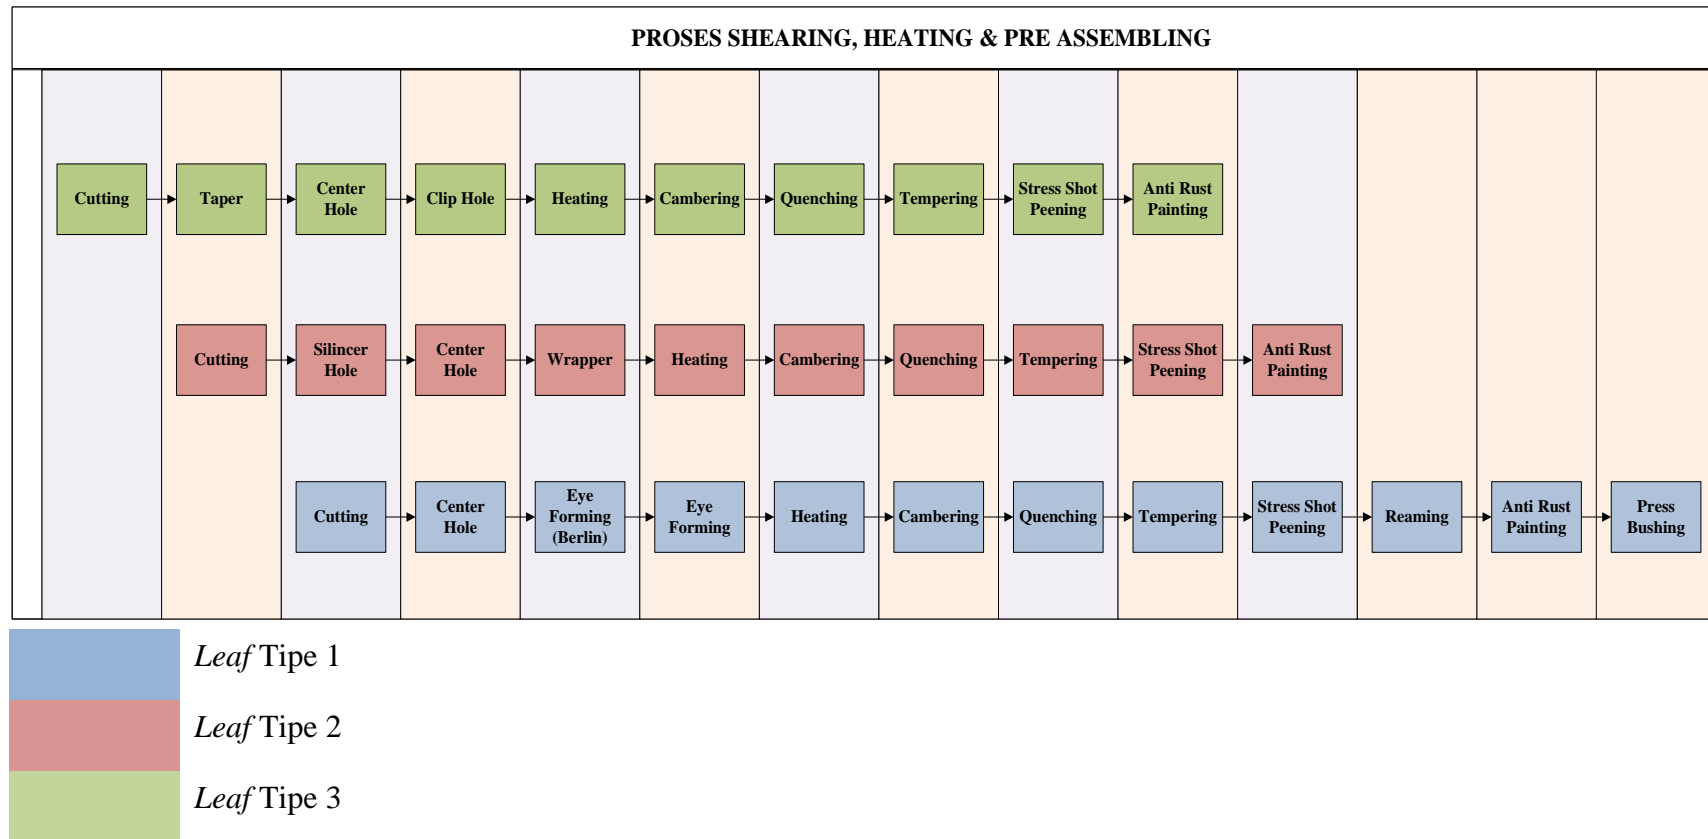 PROSES SHEARING, HEATING & PRE ASSEMBLING
Cutting
Taper
Center
Hole
Clip Hole
Heating
Cambering
Quenching
Tempering
Stress Shot
Peening
Anti Rust
Painting
Cutting
Silincer
Hole
Center
Hole
Wrapper
Heating
Cambering
Quenching
Tempering
Stress Shot
Peening
Anti Rust
Painting
Cutting
Center
Hole
Eye
Forming
(Berlin)
Eye
Forming
Heating
Cambering
Quenching
Tempering
Stress Shot
Peening
Reaming
Anti Rust
Painting
Press
Bushing
Leaf Tipe 1
Leaf Tipe 2
Leaf Tipe 3